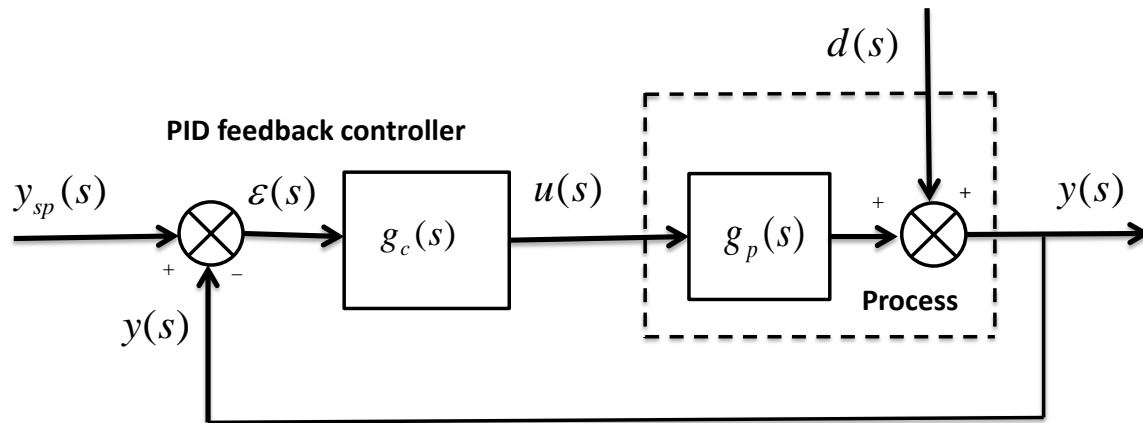 d(s)
PID feedback controller
y_sp(s)
ε(s)
u(s)
y(s)
g_c(s)
g_p(s)
+
+
+
−
Process
y(s)